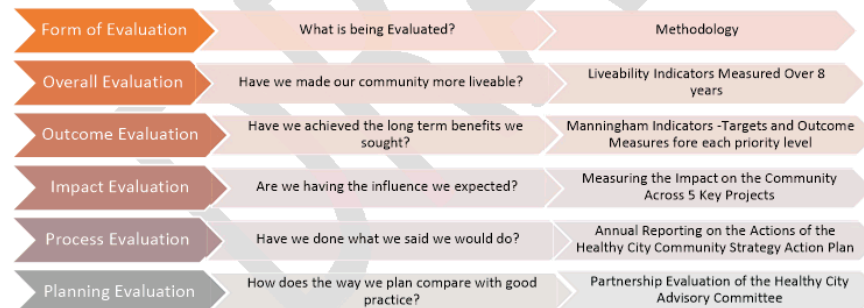 Form of Evaluation
What is being Evaluated?
Methodology
Overall Evaluation
Have we made our community more liveable?
Liveability Indicators Measured Over 8
years
Outcome Evaluation
Have we achieved the long term benefits we
sought?
Manningham Indicators -Targets and Outcome
Measures fore each priority level
Impact Evaluation
Are we having the influence we expected?
Measuring the Impact on the Community
Across 5 Key Projects
Process Evaluation
Have we done what we said we would do?
Annual Reporting on the Actions of the
Healthy City Community Strategy Action Plan
Planning Evaluation
How does the way we plan compare with good
practice?
Partnership Evaluation of the Healthy City
Advisory Committee